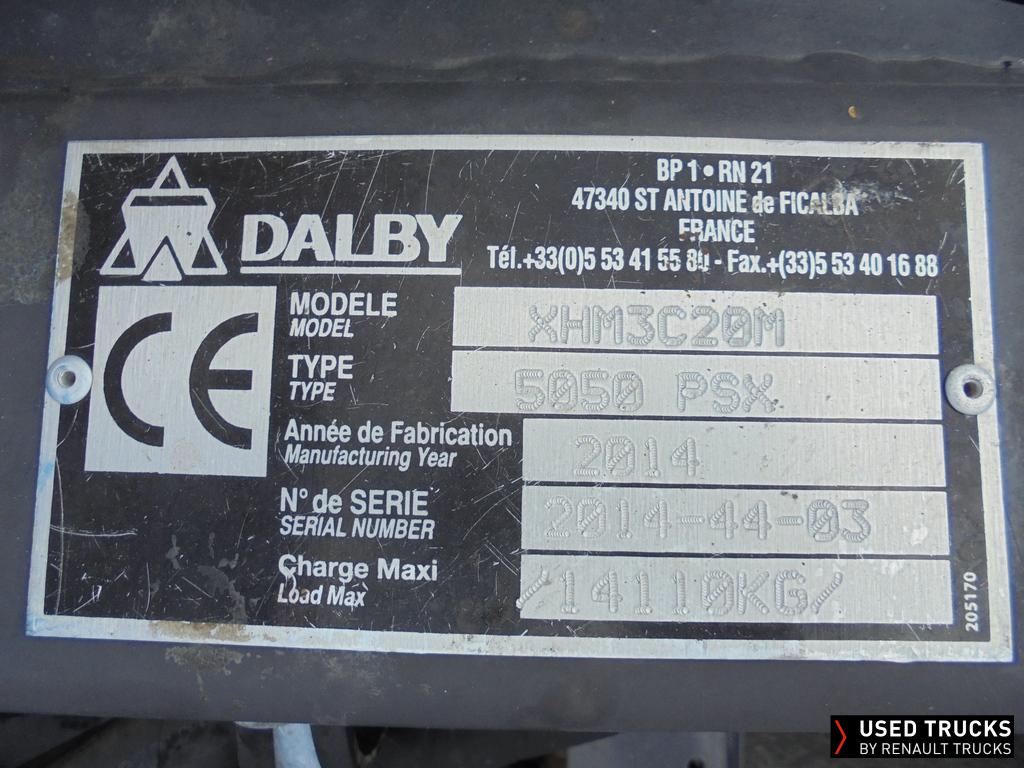 DALBY
BP 1 • RN 21
47340 ST ANTOINE de FICALBA
FRANCE
Tél.+33(0)5 53 41 55 80 - Fax.+(33)5 53 40 16 88
CE
MODELE
MODEL
XHM3C20M
TYPE
TYPE
5050 PSX
Année de Fabrication
Manufacturing Year
2014
N° de SERIE
SERIAL NUMBER
2014-44-03
Charge Maxi
Load Max
/14110KG/
205170
USED TRUCKS
BY RENAULT TRUCKS